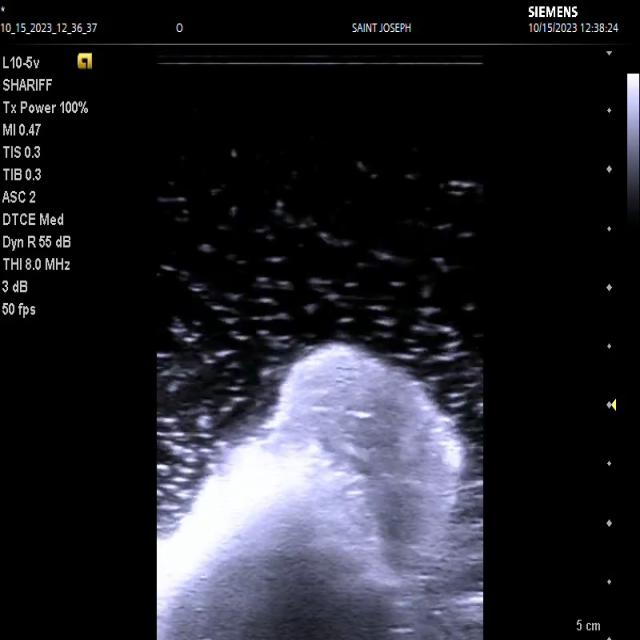 *
SIEMENS
10_15_2023_12_36_37 O SAINT JOSEPH 10/15/2023 12:38:24
L10-5v
SHARIFF
Tx Power 100%
MI 0.47
TIS 0.3
TIB 0.3
ASC 2
DTCE Med
Dyn R 55 dB
THI 8.0 MHz
3 dB
50 fps
5 cm